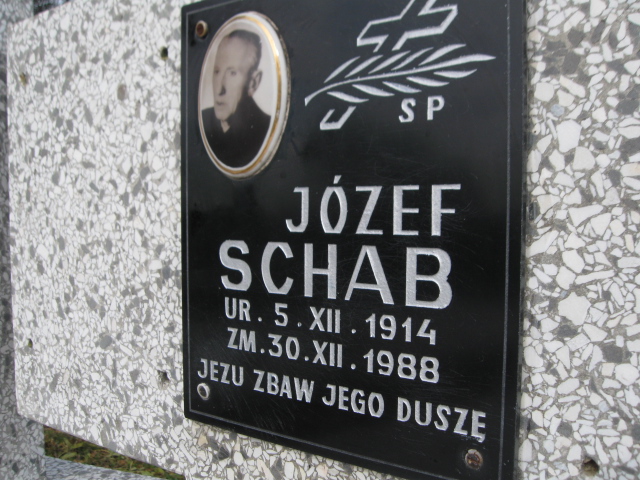 SP
JÓZEF
SCHAB
UR. 5. XII. 1914
ZM. 30. XII. 1988
JEZU ZBAW JEGO DUSZĘ